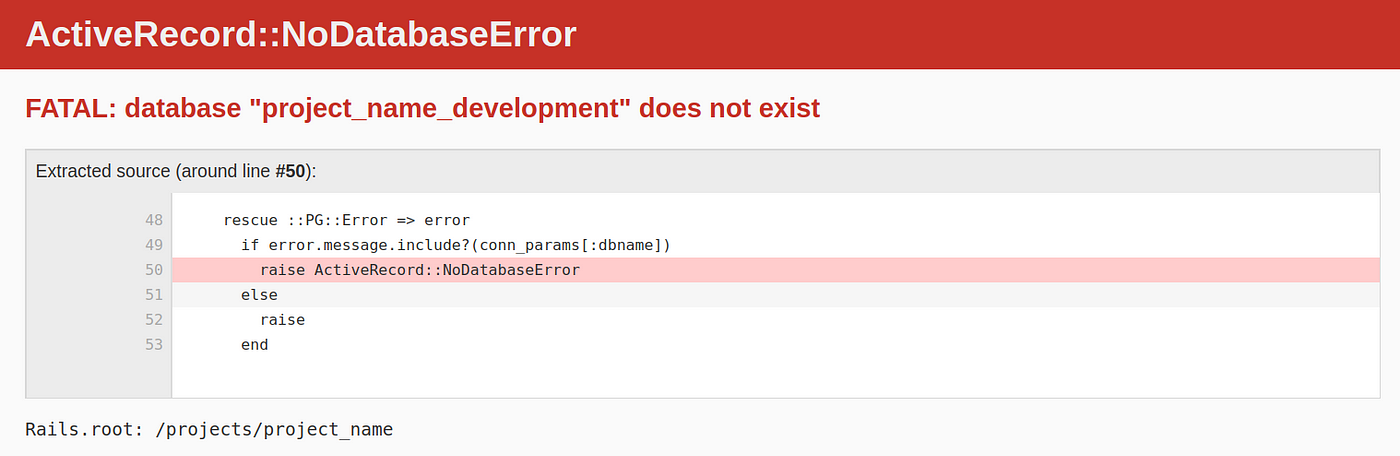 ActiveRecord::NoDatabaseError
FATAL: database "project_name_development" does not exist
Extracted source (around line #50):
48 rescue ::PG::Error => error
49 if error.message.include?(conn_params[:dbname])
50 raise ActiveRecord::NoDatabaseError
51 else
52 raise
53 end
Rails.root: /projects/project_name